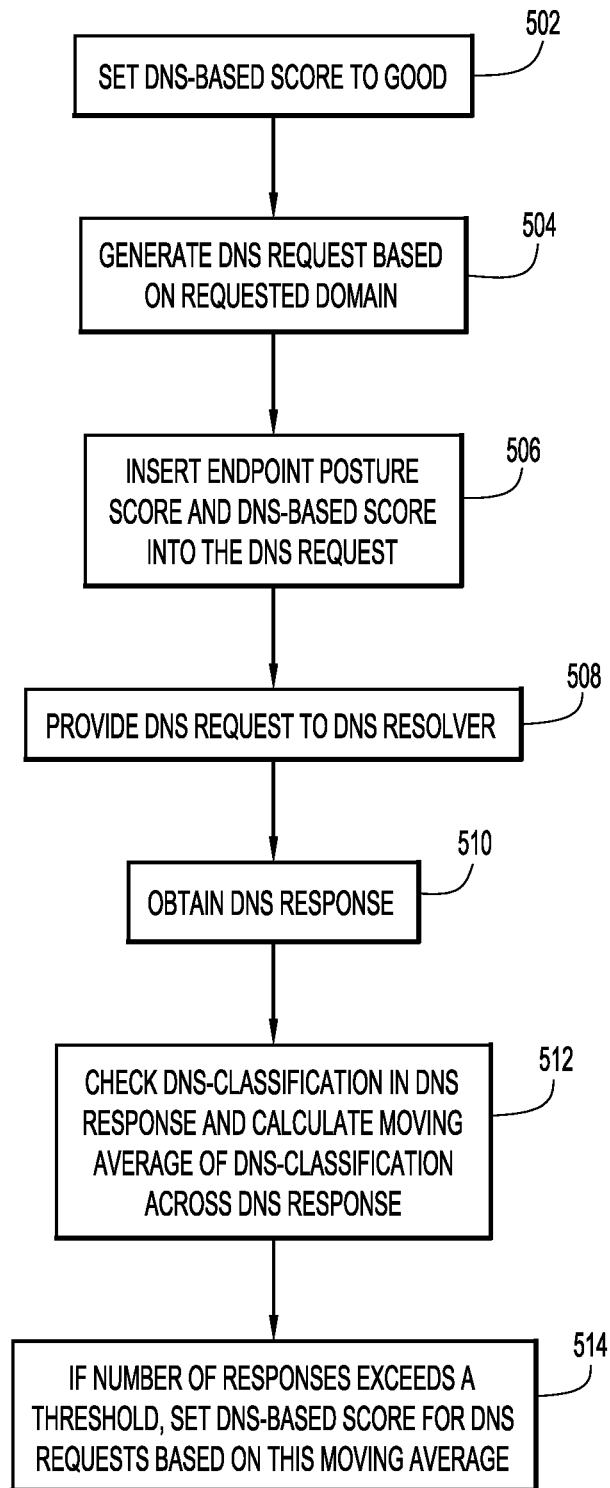 502
SET DNS-BASED SCORE TO GOOD
504
GENERATE DNS REQUEST BASED
ON REQUESTED DOMAIN
506
INSERT ENDPOINT POSTURE
SCORE AND DNS-BASED SCORE
INTO THE DNS REQUEST
508
PROVIDE DNS REQUEST TO DNS RESOLVER
510
OBTAIN DNS RESPONSE
512
CHECK DNS-CLASSIFICATION IN DNS
RESPONSE AND CALCULATE MOVING
AVERAGE OF DNS-CLASSIFICATION
ACROSS DNS RESPONSE
514
IF NUMBER OF RESPONSES EXCEEDS A
THRESHOLD, SET DNS-BASED SCORE FOR DNS
REQUESTS BASED ON THIS MOVING AVERAGE